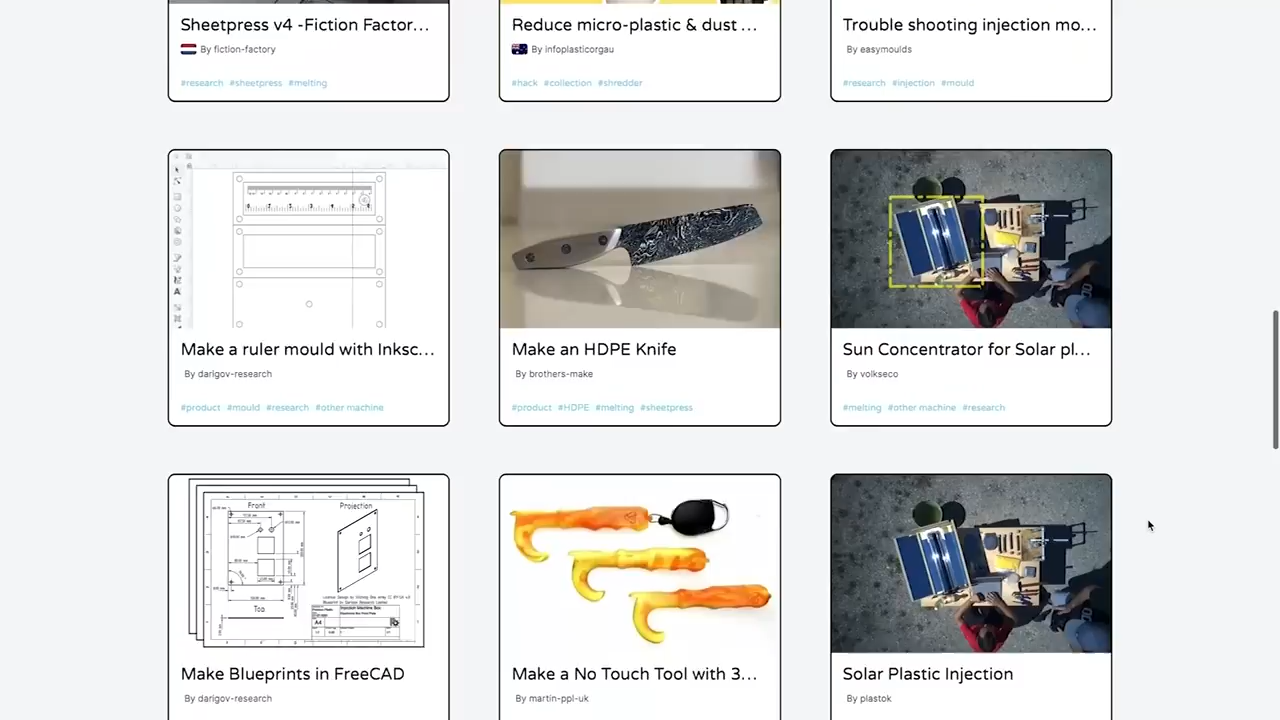 Sheetpress v4 -Fiction Factor...
By fiction-factory
#research #sheetpress #melting
Reduce micro-plastic & dust ...
By infoplasticorgau
#hack #collection #shredder
Trouble shooting injection mo...
By easymoulds
#research #injection #mould
Make a ruler mould with Inksc...
By darigov-research
#product #mould #research #other machine
Make an HDPE Knife
By brothers-make
#product #HDPE #melting #sheetpress
Sun Concentrator for Solar pl...
By volkseco
#melting #other machine #research
Front
Projection
Top
A4
Make Blueprints in FreeCAD
By darigov-research
Make a No Touch Tool with 3...
By martin-ppl-uk
Solar Plastic Injection
By plastok